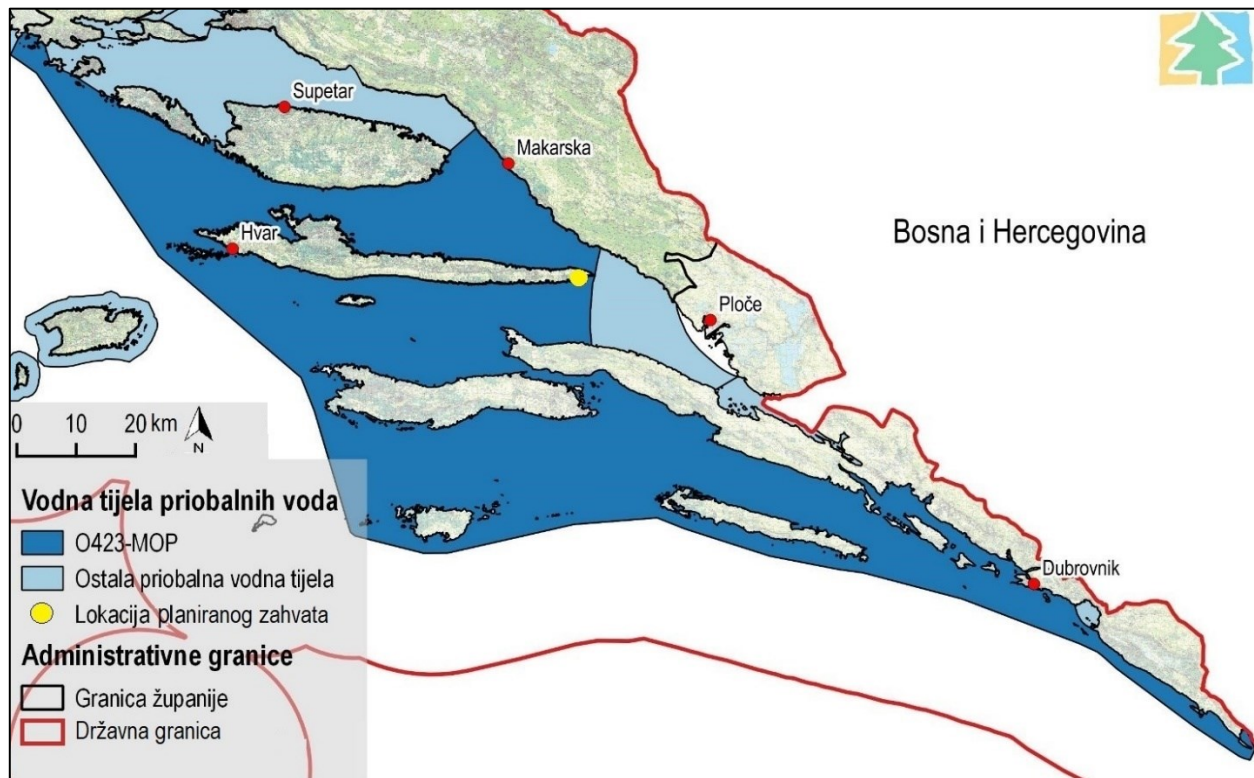 Supetar
Makarska
Hvar
Bosna i Hercegovina
Ploče
Dubrovnik
0 10 20 km
N
Vodna tijela priobalnih voda
O423-MOP
Ostala priobalna vodna tijela
Lokacija planiranog zahvata
Administrativne granice
Granica županije
Državna granica